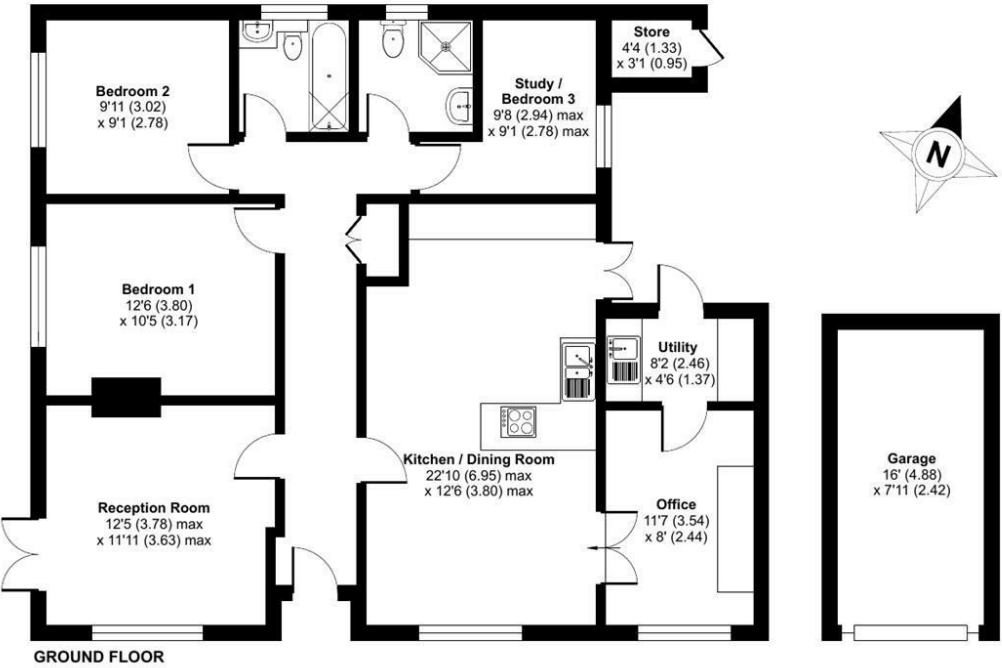 Bedroom 2
9'11 (3.02)
x 9'1 (2.78)
Study /
Bedroom 3
9'8 (2.94) max
x 9'1 (2.78) max
Store
4'4 (1.33)
x 3'1 (0.95)
N
Bedroom 1
12'6 (3.80)
x 10'5 (3.17)
Utility
8'2 (2.46)
x 4'6 (1.37)
Kitchen / Dining Room
22'10 (6.95) max
x 12'6 (3.80) max
Garage
16' (4.88)
x 7'11 (2.42)
Reception Room
12'5 (3.78) max
x 11'11 (3.63) max
Office
11'7 (3.54)
x 8' (2.44)
GROUND FLOOR